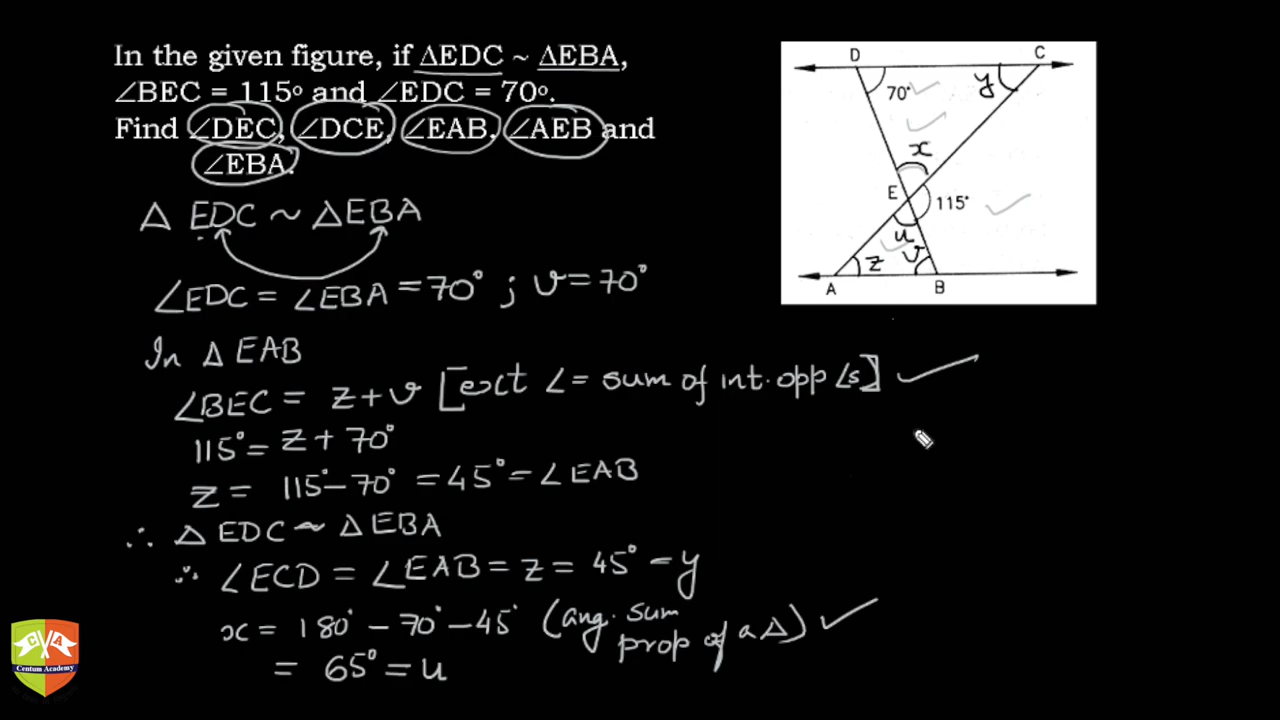 In the given figure, if ΔEDC ~ ΔEBA,
∠BEC = 115° and ∠EDC = 70°.
Find ∠DEC, ∠DCE, ∠EAB, ∠AEB and
∠EBA.
Δ EDC ~ ΔEBA
∠EDC = ∠EBA = 70° ; v = 70°
In Δ EAB
∠BEC = z + v [ext ∠ = sum of int. opp ∠s]
115° = z + 70°
z = 115° - 70° = 45° = ∠EAB
∴ Δ EDC ~ Δ EBA
∴ ∠ECD = ∠EAB = z = 45° = y
x = 180° - 70° - 45° (ang. sum
prop of a Δ)
= 65° = u
D
C
70°
y
x
E
115°
u
z
v
A
B
C
A
Centum Academy